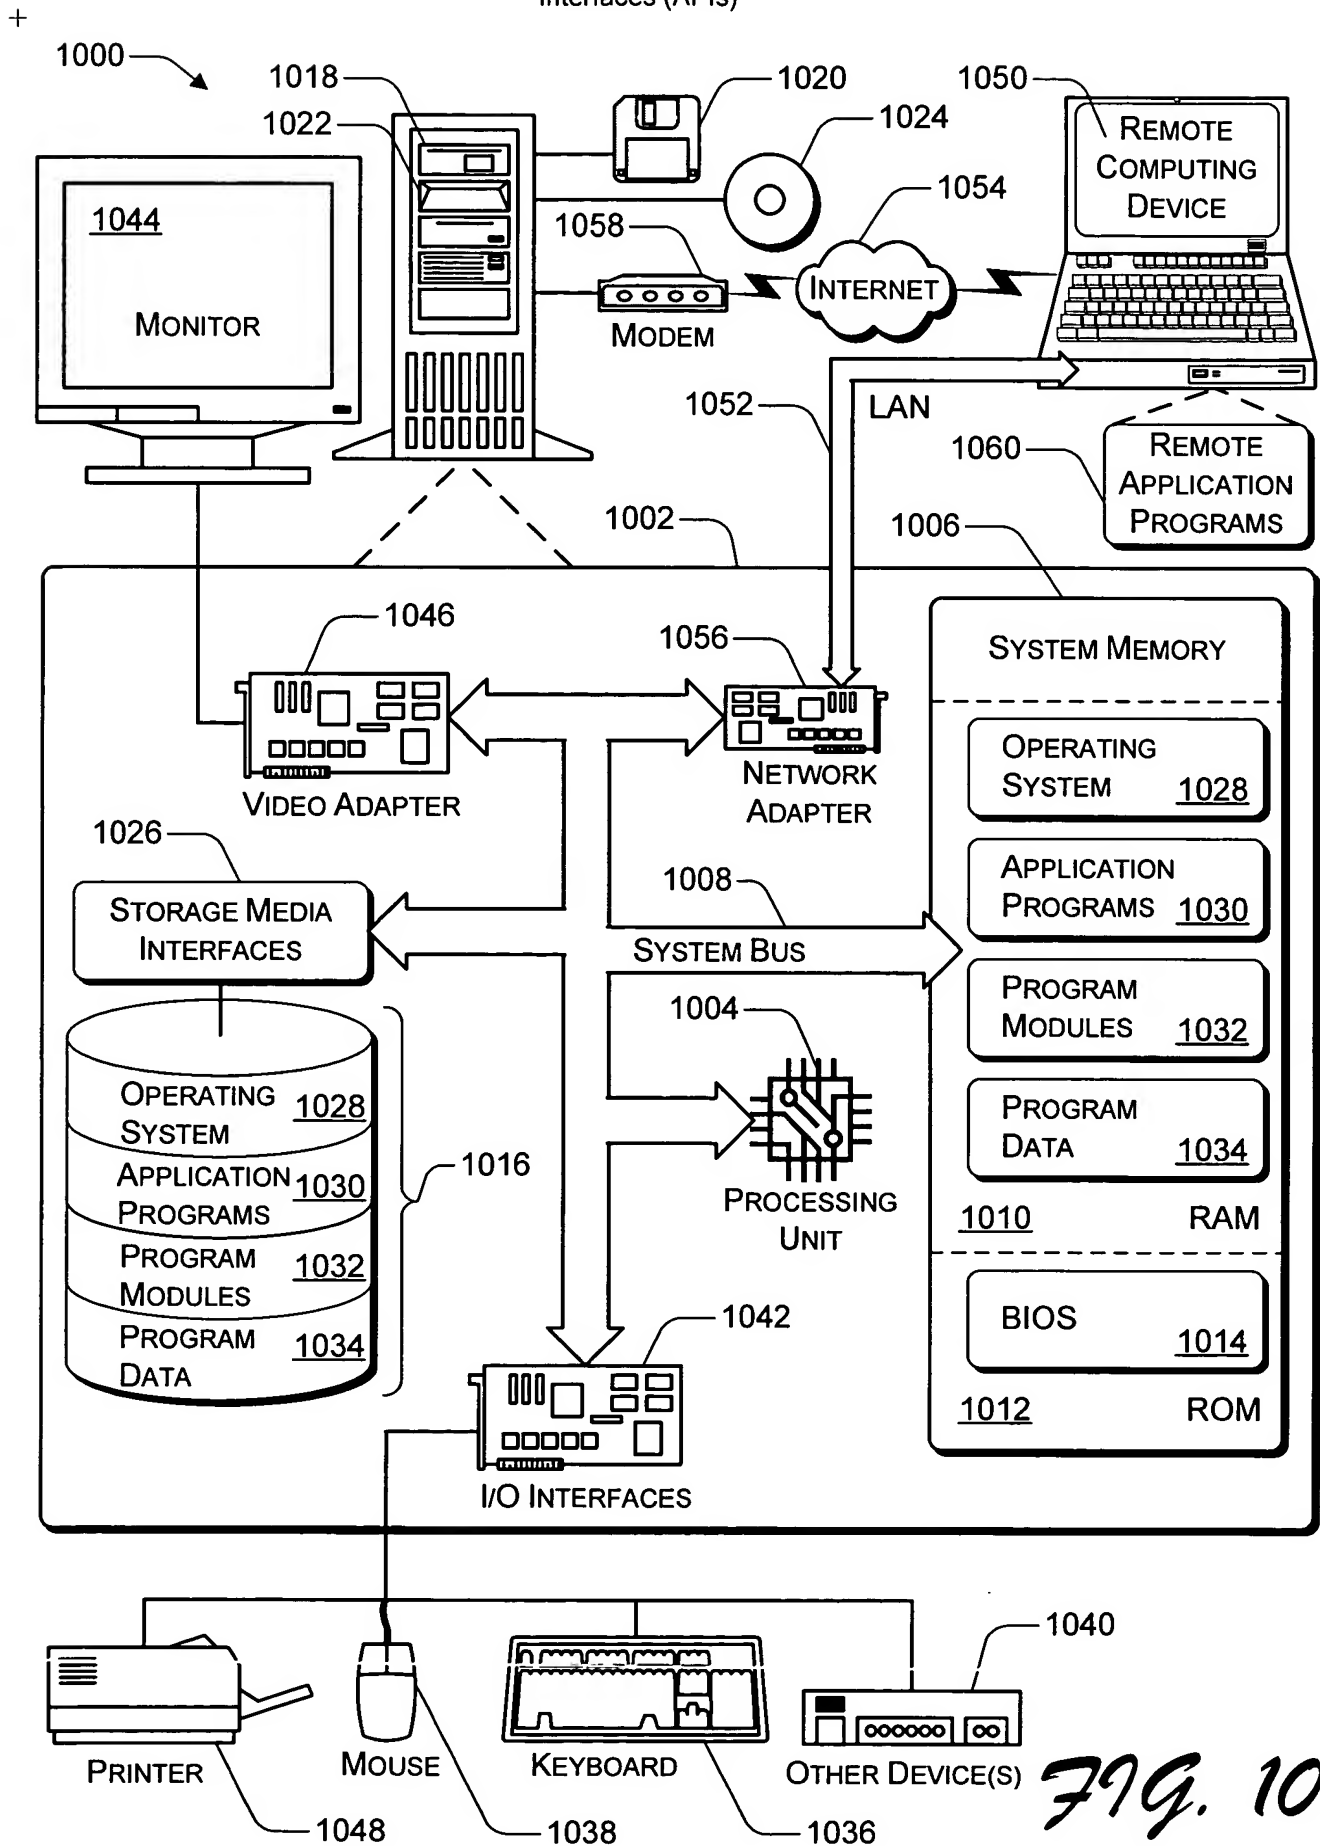 Interfaces (APIs)
+
1000
1018
1020
1050
1022
1024
REMOTE
COMPUTING
DEVICE
1044
1054
1058
INTERNET
MONITOR
MODEM
1052
LAN
1060
REMOTE
APPLICATION
PROGRAMS
1002
1006
1046
1056
SYSTEM MEMORY
OPERATING
SYSTEM 1028
NETWORK
ADAPTER
VIDEO ADAPTER
1026
APPLICATION
PROGRAMS 1030
1008
STORAGE MEDIA
INTERFACES
SYSTEM BUS
PROGRAM
MODULES 1032
1004
OPERATING
SYSTEM 1028
PROGRAM
DATA 1034
APPLICATION
PROGRAMS 1030
1016
PROCESSING
UNIT
1010 RAM
PROGRAM
MODULES 1032
BIOS
1014
1042
PROGRAM
DATA 1034
1012 ROM
I/O INTERFACES
1040
PRINTER
MOUSE
KEYBOARD
OTHER DEVICE(S)
FIG. 10
1048
1038
1036